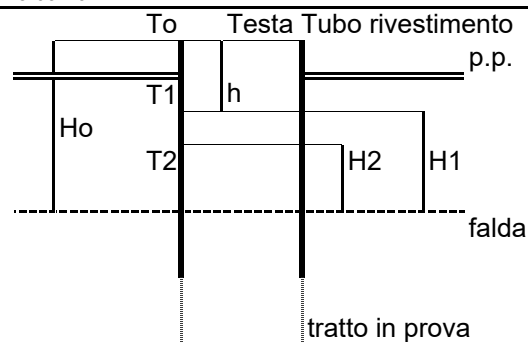 To Testa Tubo rivestimento
p.p.
T1 h
Ho
T2 H2 H1
falda
tratto in prova